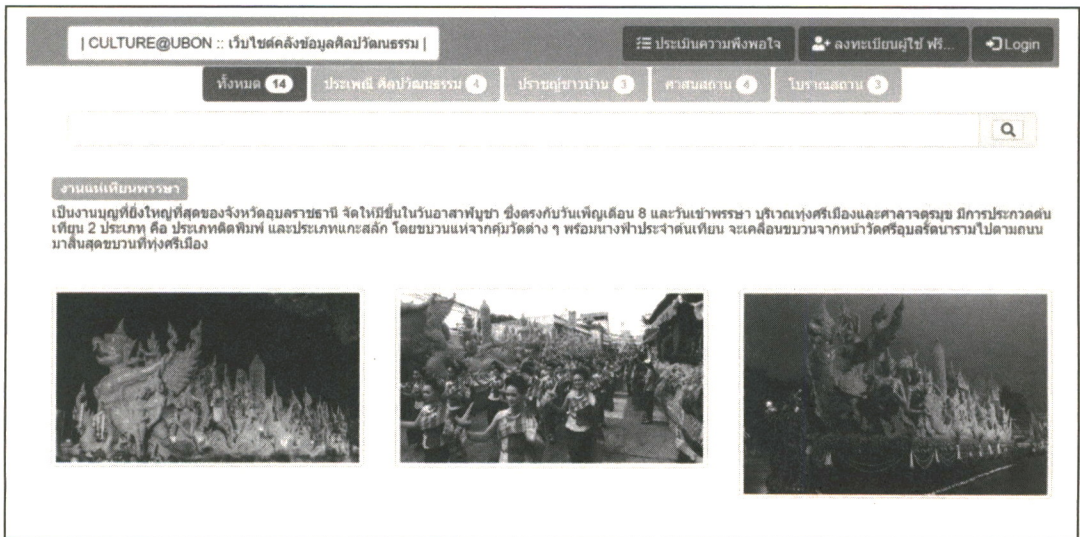 | CULTURE@UBON :: เว็บไซต์คลังข้อมูลศิลปวัฒนธรรม |
ประเมินความพึงพอใจ
ลงทะเบียนผู้ใช้ ฟรี...
Login
ทั้งหมด 14
ประเพณี ศิลปวัฒนธรรม 4
ปราชญ์ชาวบ้าน 3
ศาสนสถาน 4
โบราณสถาน 3
งานแห่เทียนพรรษา
เป็นงานบุญที่ยิ่งใหญ่ที่สุดของจังหวัดอุบลราชธานี จัดให้มีขึ้นในวันอาสาฬบูชา ซึ่งตรงกับวันเพ็ญเดือน 8 และวันเข้าพรรษา บริเวณทุ่งศรีเมืองและศาลาจตุรมุข มีการประกวดต้น
เทียน 2 ประเภท คือ ประเภทติดพิมพ์ และประเภทแกะสลัก โดยขบวนแห่จากคุ้มวัดต่าง ๆ พร้อมนางฟ้าประจำต้นเทียน จะเคลื่อนขบวนจากหน้าวัดศรีอุบลรัตนารามไปตามถนน
มาสิ้นสุดขบวนที่ทุ่งศรีเมือง